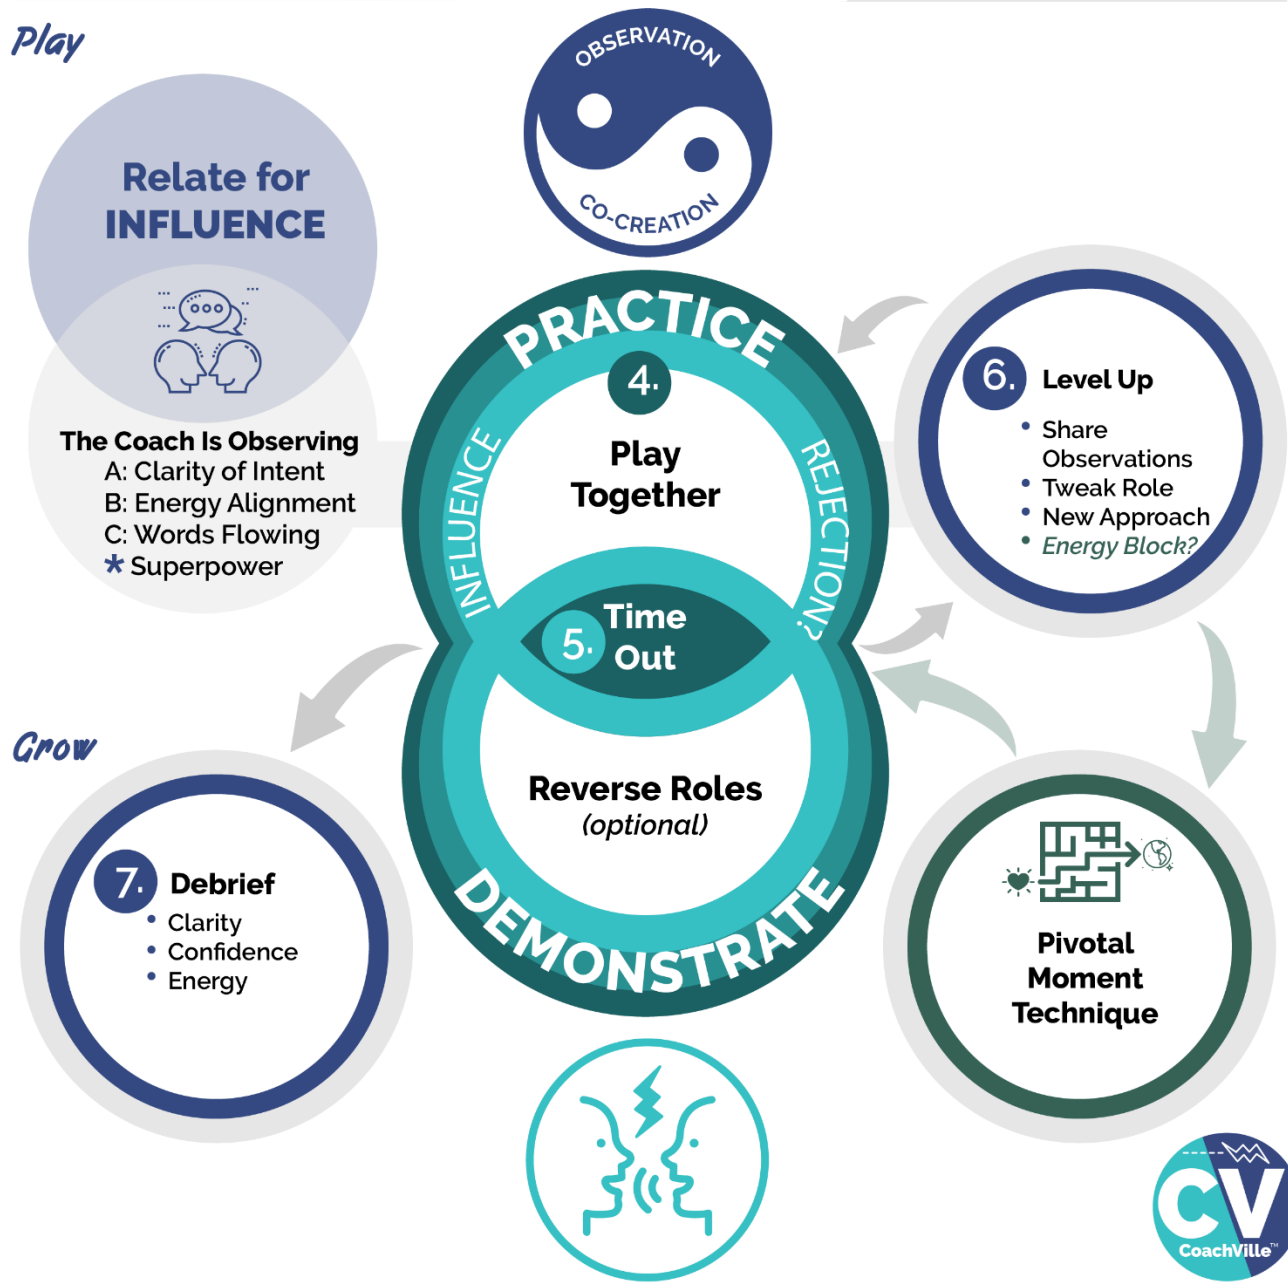 Play
OBSERVATION
CO-CREATION
Relate for
INFLUENCE
The Coach Is Observing
A: Clarity of Intent
B: Energy Alignment
C: Words Flowing
* Superpower
PRACTICE
INFLUENCE
REJECTION?
4.
Play
Together
5.
Time
Out
Reverse Roles
(optional)
DEMONSTRATE
6.
Level Up
• Share
Observations
• Tweak Role
• New Approach
• Energy Block?
Grow
7.
Debrief
• Clarity
• Confidence
• Energy
Pivotal
Moment
Technique
CV
CoachVille™